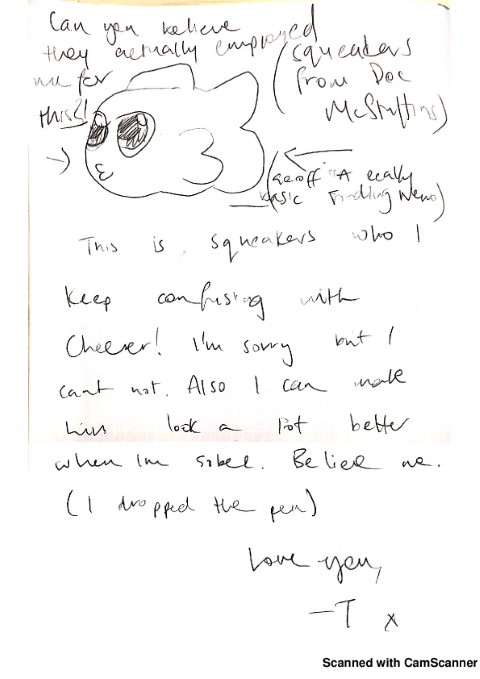 Can you believe
they actually employed
me for
this?!
(squeakers
from Doc
McStuffins)
(Geoff "A really
basic Finding Nemo)
This is squeakers who I
keep confusing with
Cheever! I'm sorry but I
cant not. Also I can make
him look a lot better
when Im sober. Believe me.
(I dropped the pen)
Love you,
-T x
Scanned with CamScanner